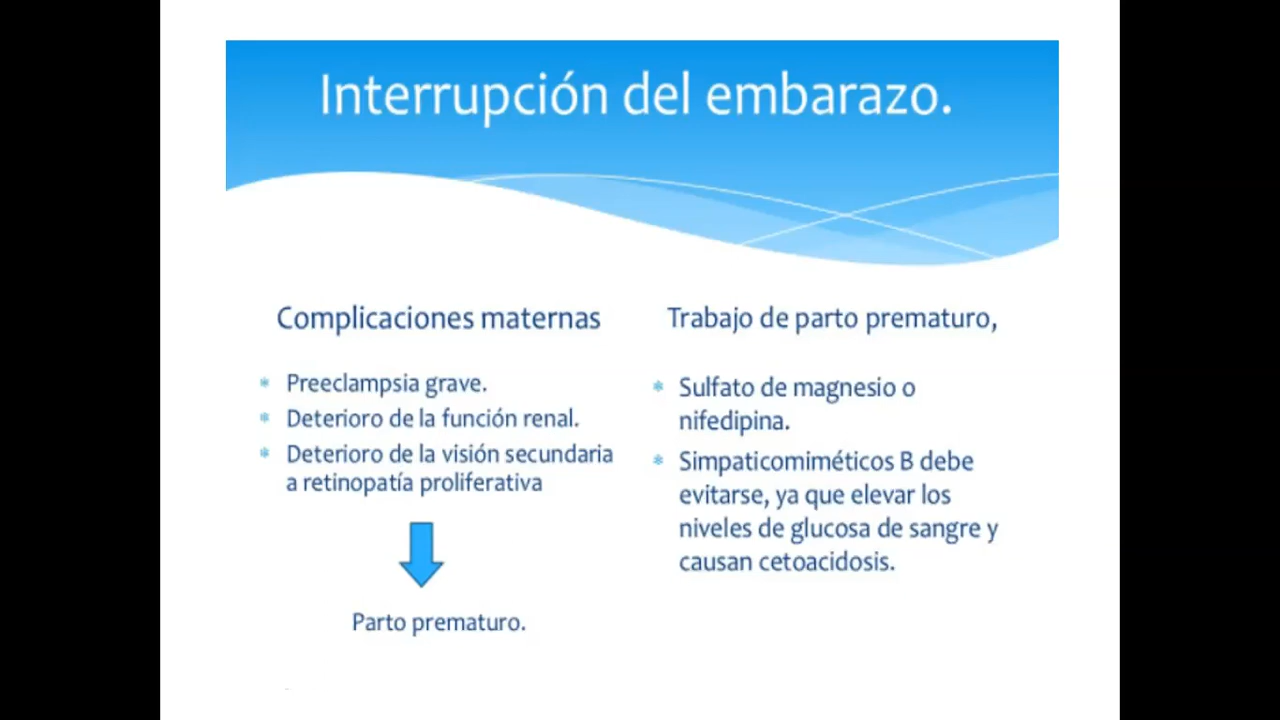 Interrupción del embarazo.
Complicaciones maternas
Preeclampsia grave.
Deterioro de la función renal.
Deterioro de la visión secundaria
a retinopatía proliferativa
Parto prematuro.
Trabajo de parto prematuro,
Sulfato de magnesio o
nifedipina.
Simpaticomiméticos B debe
evitarse, ya que elevar los
niveles de glucosa de sangre y
causan cetoacidosis.